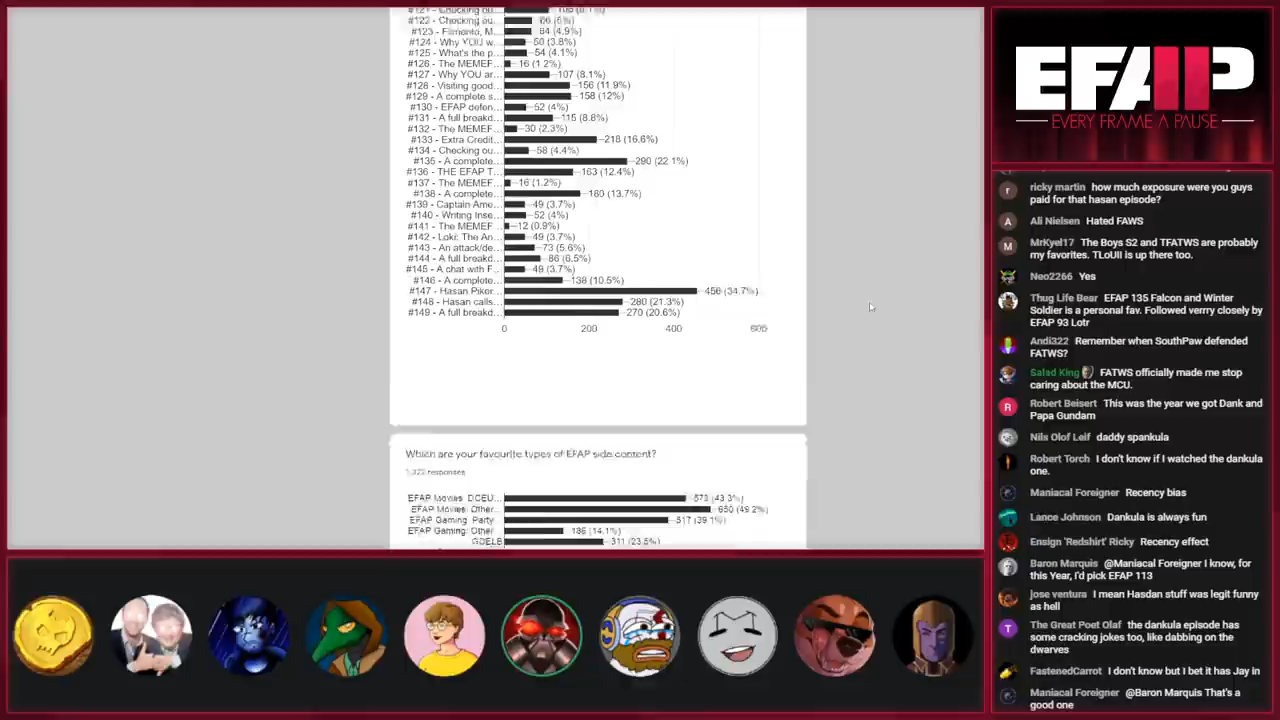 #122 - Checking ou...
66 (5%)
#123 - Filmento, M...
64 (4.9%)
#124 - Why YOU w...
50 (3.8%)
#125 - What's the p...
54 (4.1%)
#126 - The MEMEF...
16 (1.2%)
#127 - Why YOU ar...
107 (8.1%)
#128 - Visiting good...
156 (11.9%)
#129 - A complete s...
158 (12%)
#130 - EFAP defen...
52 (4%)
#131 - A full breakd...
115 (8.8%)
#132 - The MEMEF...
30 (2.3%)
#133 - Extra Credit...
218 (16.6%)
#134 - Checking ou...
58 (4.4%)
#135 - A complete...
290 (22.1%)
#136 - THE EFAP T...
163 (12.4%)
#137 - The MEMEF...
16 (1.2%)
#138 - A complete...
180 (13.7%)
#139 - Captain Ame...
49 (3.7%)
#140 - Writing Inse...
52 (4%)
#141 - The MEMEF...
12 (0.9%)
#142 - Loki: The An...
49 (3.7%)
#143 - An attack/de...
73 (5.6%)
#144 - A full breakd...
86 (6.5%)
#145 - A chat with F...
49 (3.7%)
#146 - A complete...
138 (10.5%)
#147 - Hasan Piker...
456 (34.7%)
#148 - Hasan calls...
280 (21.3%)
#149 - A full breakd...
270 (20.6%)
0 200 400 600
Which are your favourite types of EFAP side content?
1,322 responses
EFAP Movies: DCEU...
573 (43.3%)
EFAP Movies: Other...
650 (49.2%)
EFAP Gaming: Party
517 (39.1%)
EFAP Gaming: Other
186 (14.1%)
311 (23.5%)
EFAP
EVERY FRAME A PAUSE
ricky martin how much exposure were you guys
paid for that hasan episode?
Ali Nielsen Hated FAWS
MrKyel17 The Boys S2 and TFATWS are probably
my favorites. TLoUII is up there too.
Neo2266 Yes
Thug Life Bear EFAP 135 Falcon and Winter
Soldier is a personal fav. Followed verrry closely by
EFAP 93 Lotr
Andi322 Remember when SouthPaw defended
FATWS?
Salad King FATWS officially made me stop
caring about the MCU.
Robert Beisert This was the year we got Dank and
Papa Gundam
Nils Olof Leif daddy spankula
Robert Torch I don't know if I watched the dankula
one.
Maniacal Foreigner Recency bias
Lance Johnson Dankula is always fun
Ensign 'Redshirt' Ricky Recency effect
Baron Marquis @Maniacal Foreigner I know, for
this Year, I'd pick EFAP 113
jose ventura I mean Hasdan stuff was legit funny
as hell
The Great Poet Olaf the dankula episode has
some cracking jokes too, like dabbing on the
dwarves
FastenedCarrot I don't know but I bet it has Jay in
Maniacal Foreigner @Baron Marquis That's a
good one